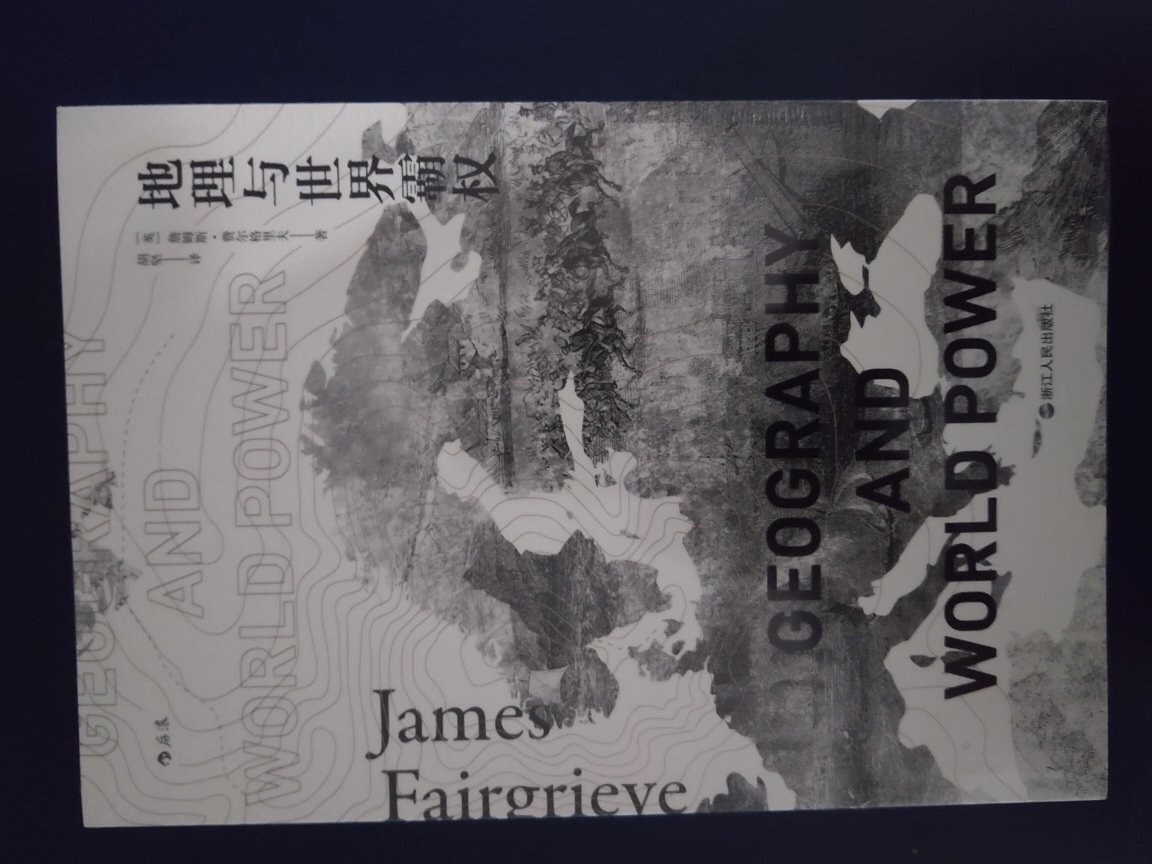 地理与世界霸权
[英] 詹姆斯·费尔格里夫 著
胡坚 译
GEOGRAPHY
AND
WORLD POWER
后浪
James
Fairgrieve
GEOGRAPHY
AND
WORLD POWER
浙江人民出版社